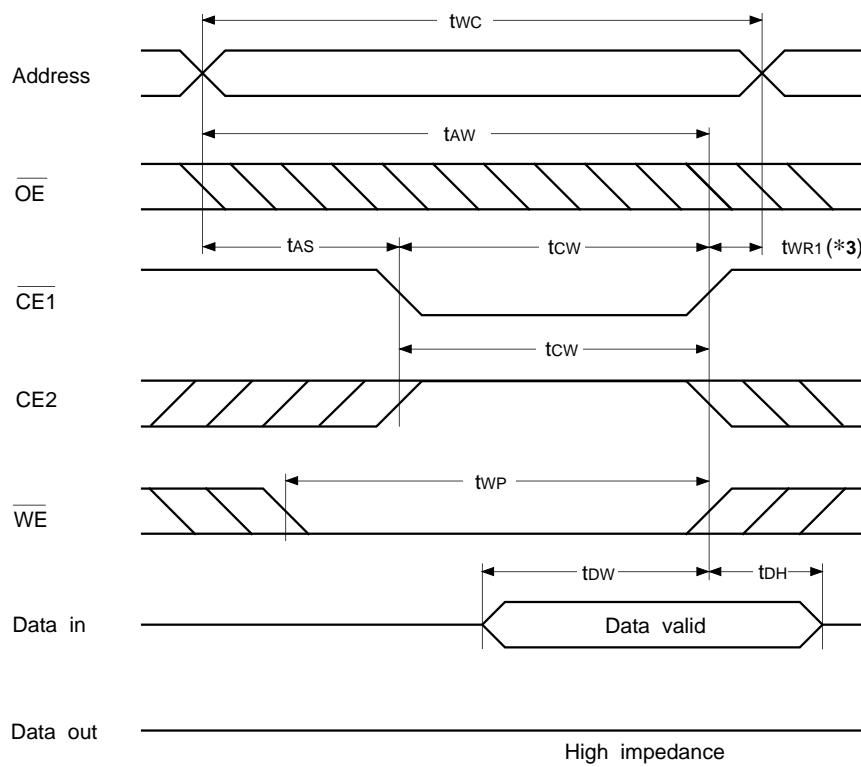 tWC
Address
tAW
OE
tAS
tCW
tWR1 (*3)
CE1
tCW
CE2
tWP
WE
tDW
tDH
Data in
Data valid
Data out
High impedance